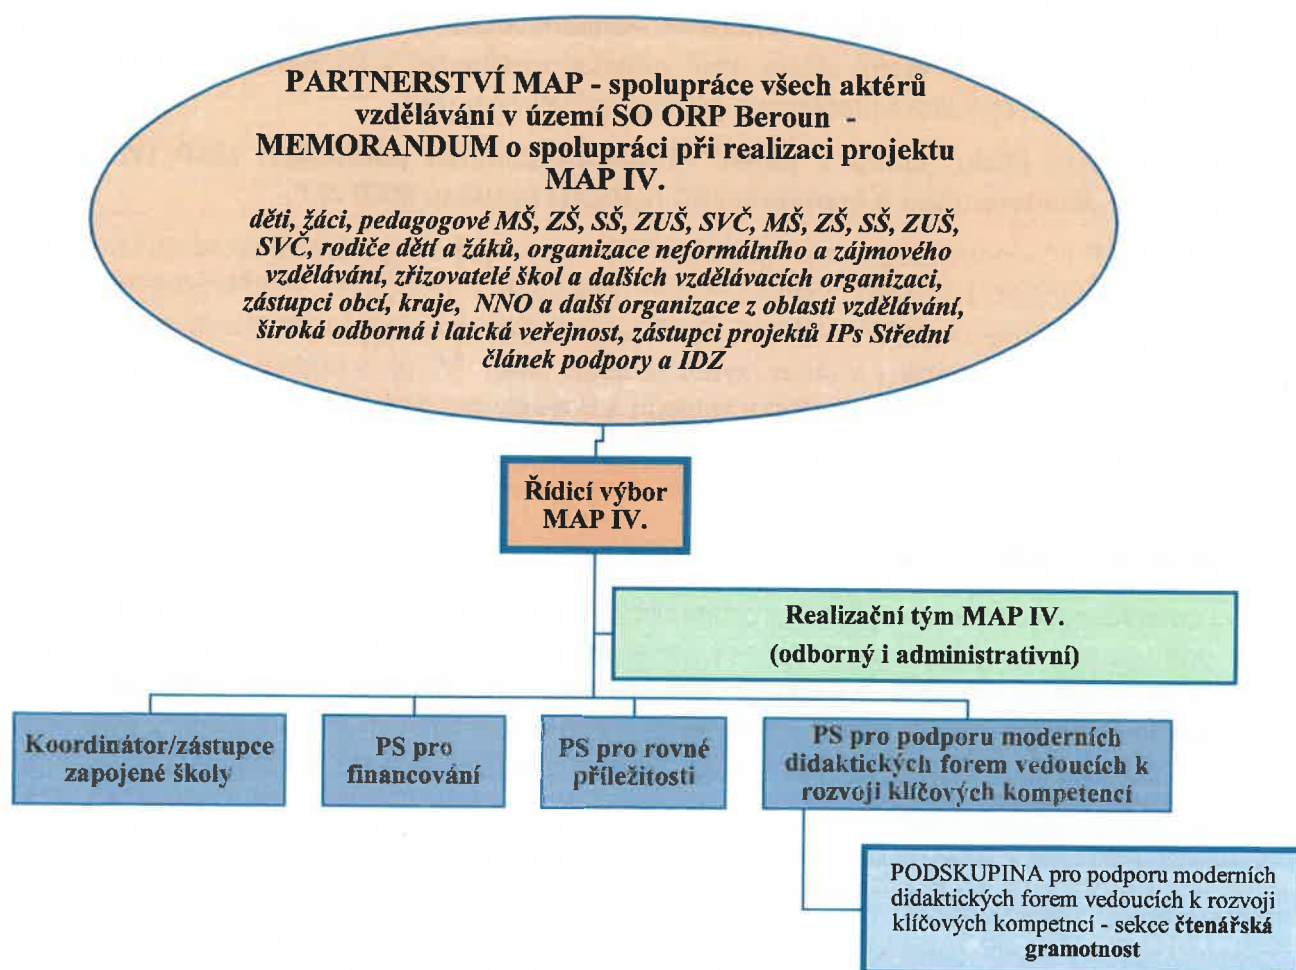 PARTNERSTVÍ MAP - spolupráce všech aktérů
vzdělávání v území SO ORP Beroun -
MEMORANDUM o spolupráci při realizaci projektu
MAP IV.
děti, žáci, pedagogové MŠ, ZŠ, SŠ, ZUŠ, SVČ, MŠ, ZŠ, SŠ, ZUŠ,
SVČ, rodiče dětí a žáků, organizace neformálního a zájmového
vzdělávání, zřizovatelé škol a dalších vzdělávacích organizaci,
zástupci obcí, kraje, NNO a další organizace z oblasti vzdělávání,
široká odborná i laická veřejnost, zástupci projektů IPs Střední
článek podpory a IDZ
Řídicí výbor
MAP IV.
Realizační tým MAP IV.
(odborný i administrativní)
Koordinátor/zástupce
zapojené školy
PS pro
financování
PS pro rovné
příležitosti
PS pro podporu moderních
didaktických forem vedoucích k
rozvoji klíčových kompetencí
PODSKUPINA pro podporu moderních
didaktických forem vedoucích k rozvoji
klíčových kompetncí - sekce čtenářská
gramotnost